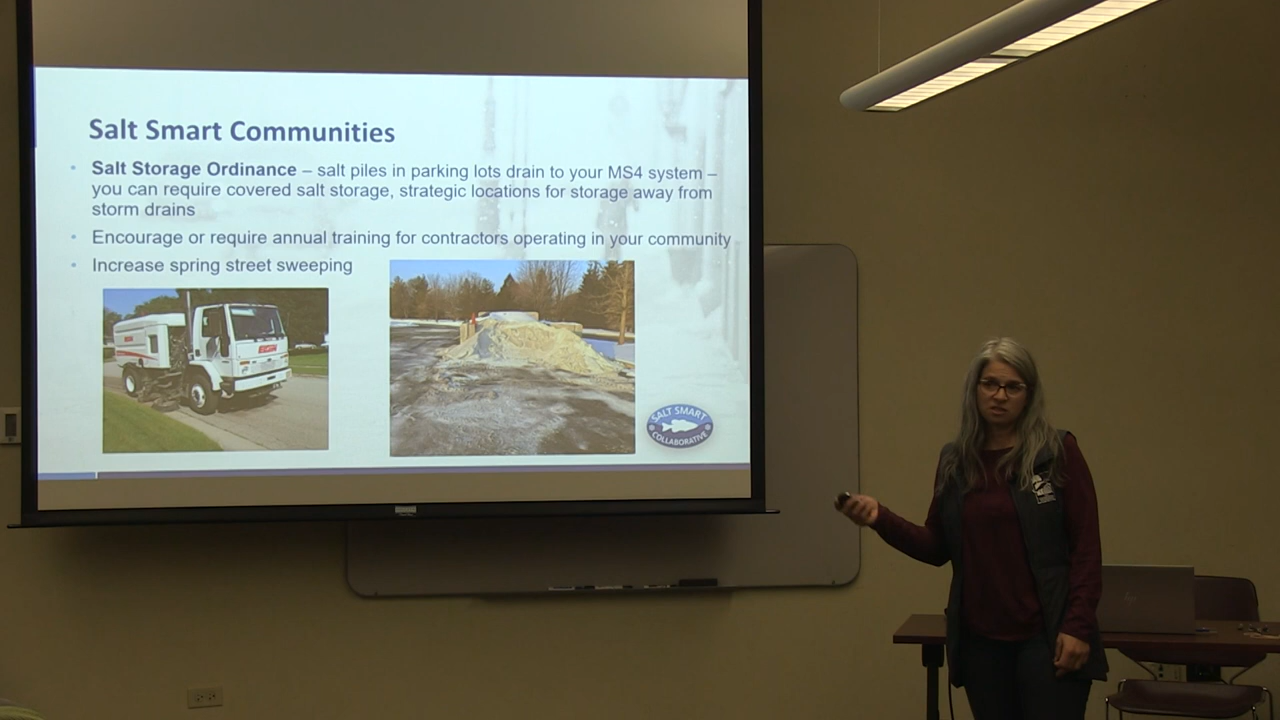 Salt Smart Communities
• Salt Storage Ordinance – salt piles in parking lots drain to your MS4 system –
you can require covered salt storage, strategic locations for storage away from
storm drains
• Encourage or require annual training for contractors operating in your community
• Increase spring street sweeping
SALT SMART
COLLABORATIVE